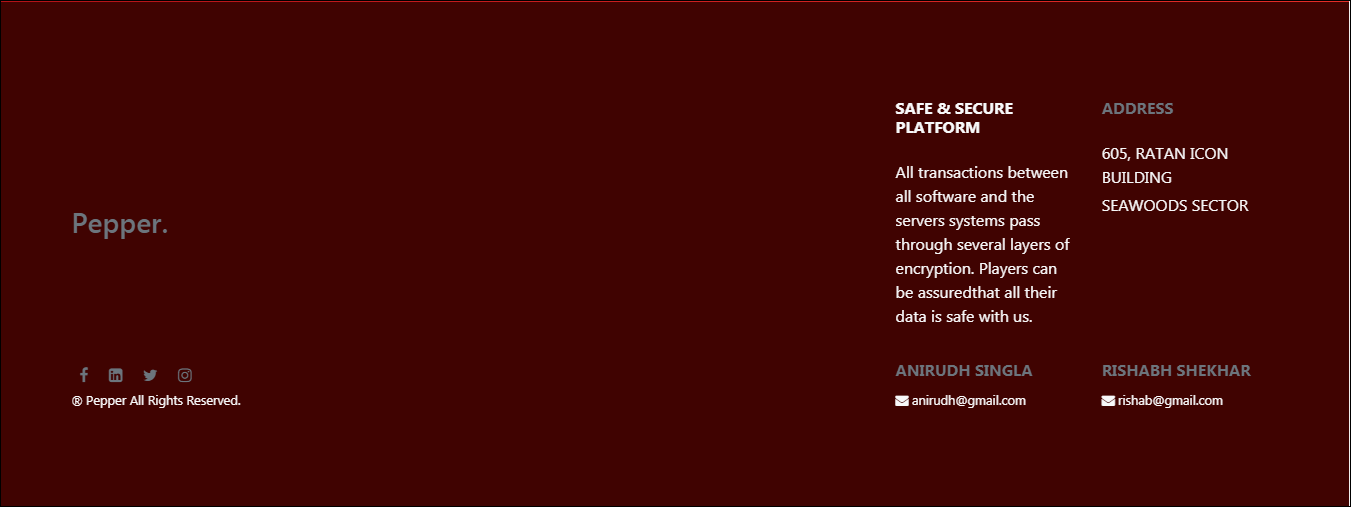 Pepper.
® Pepper All Rights Reserved.
SAFE & SECURE
PLATFORM
All transactions between
all software and the
servers systems pass
through several layers of
encryption. Players can
be assuredthat all their
data is safe with us.
ADDRESS
605, RATAN ICON
BUILDING
SEAWOODS SECTOR
ANIRUDH SINGLA
anirudh@gmail.com
RISHABH SHEKHAR
rishab@gmail.com